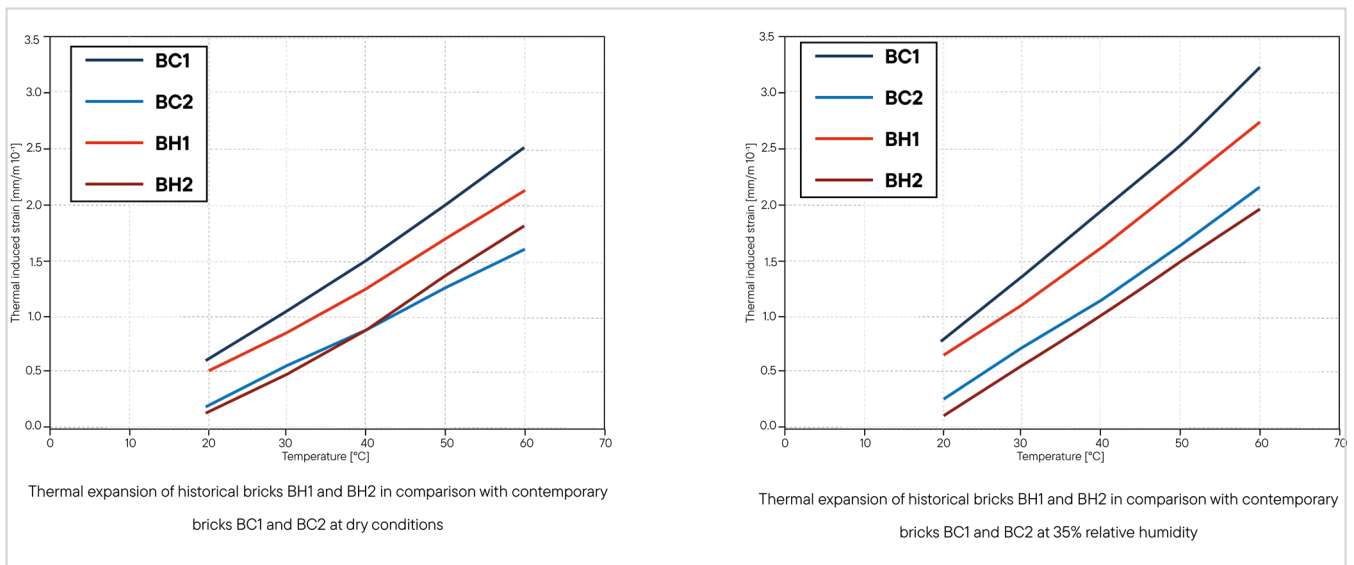 3.5
3.0
2.5
2.0
1.5
1.0
0.5
0.0
Thermal induced strain [mm/m 10⁻¹]
BC1
BC2
BH1
BH2
0 10 20 30 40 50 60 70
Temperature [°C]
Thermal expansion of historical bricks BH1 and BH2 in comparison with contemporary
bricks BC1 and BC2 at dry conditions
3.5
3.0
2.5
2.0
1.5
1.0
0.5
0.0
Thermal induced strain [mm/m 10⁻¹]
BC1
BC2
BH1
BH2
0 10 20 30 40 50 60 70
Temperature [°C]
Thermal expansion of historical bricks BH1 and BH2 in comparison with contemporary
bricks BC1 and BC2 at 35% relative humidity